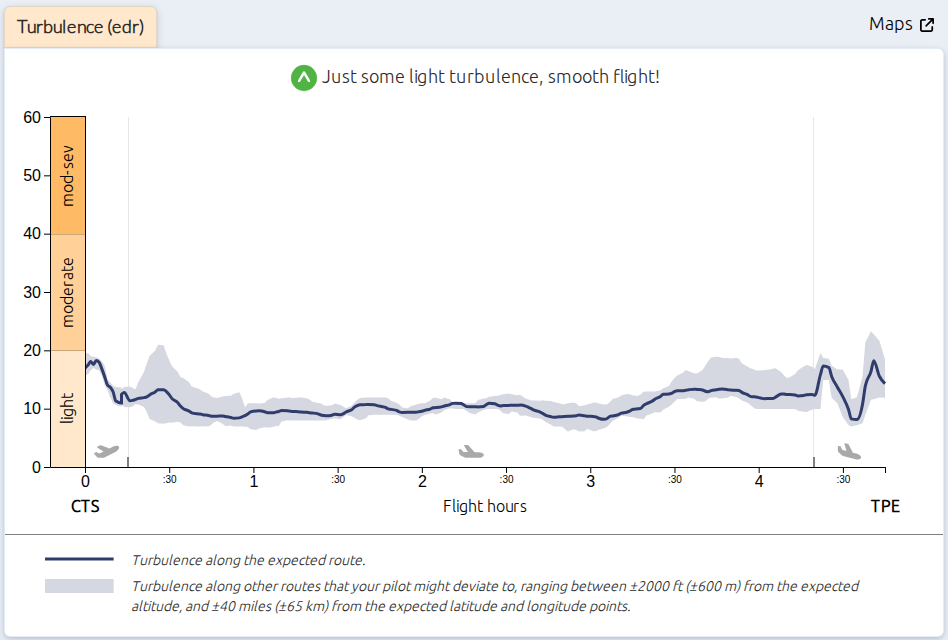 Turbulence (edr)
Maps
Just some light turbulence, smooth flight!
60
50
40
30
20
10
0
mod-sev
moderate
light
0 :30 1 :30 2 :30 3 :30 4 :30
CTS Flight hours TPE
Turbulence along the expected route.
Turbulence along other routes that your pilot might deviate to, ranging between ±2000 ft (±600 m) from the expected
altitude, and ±40 miles (±65 km) from the expected latitude and longitude points.